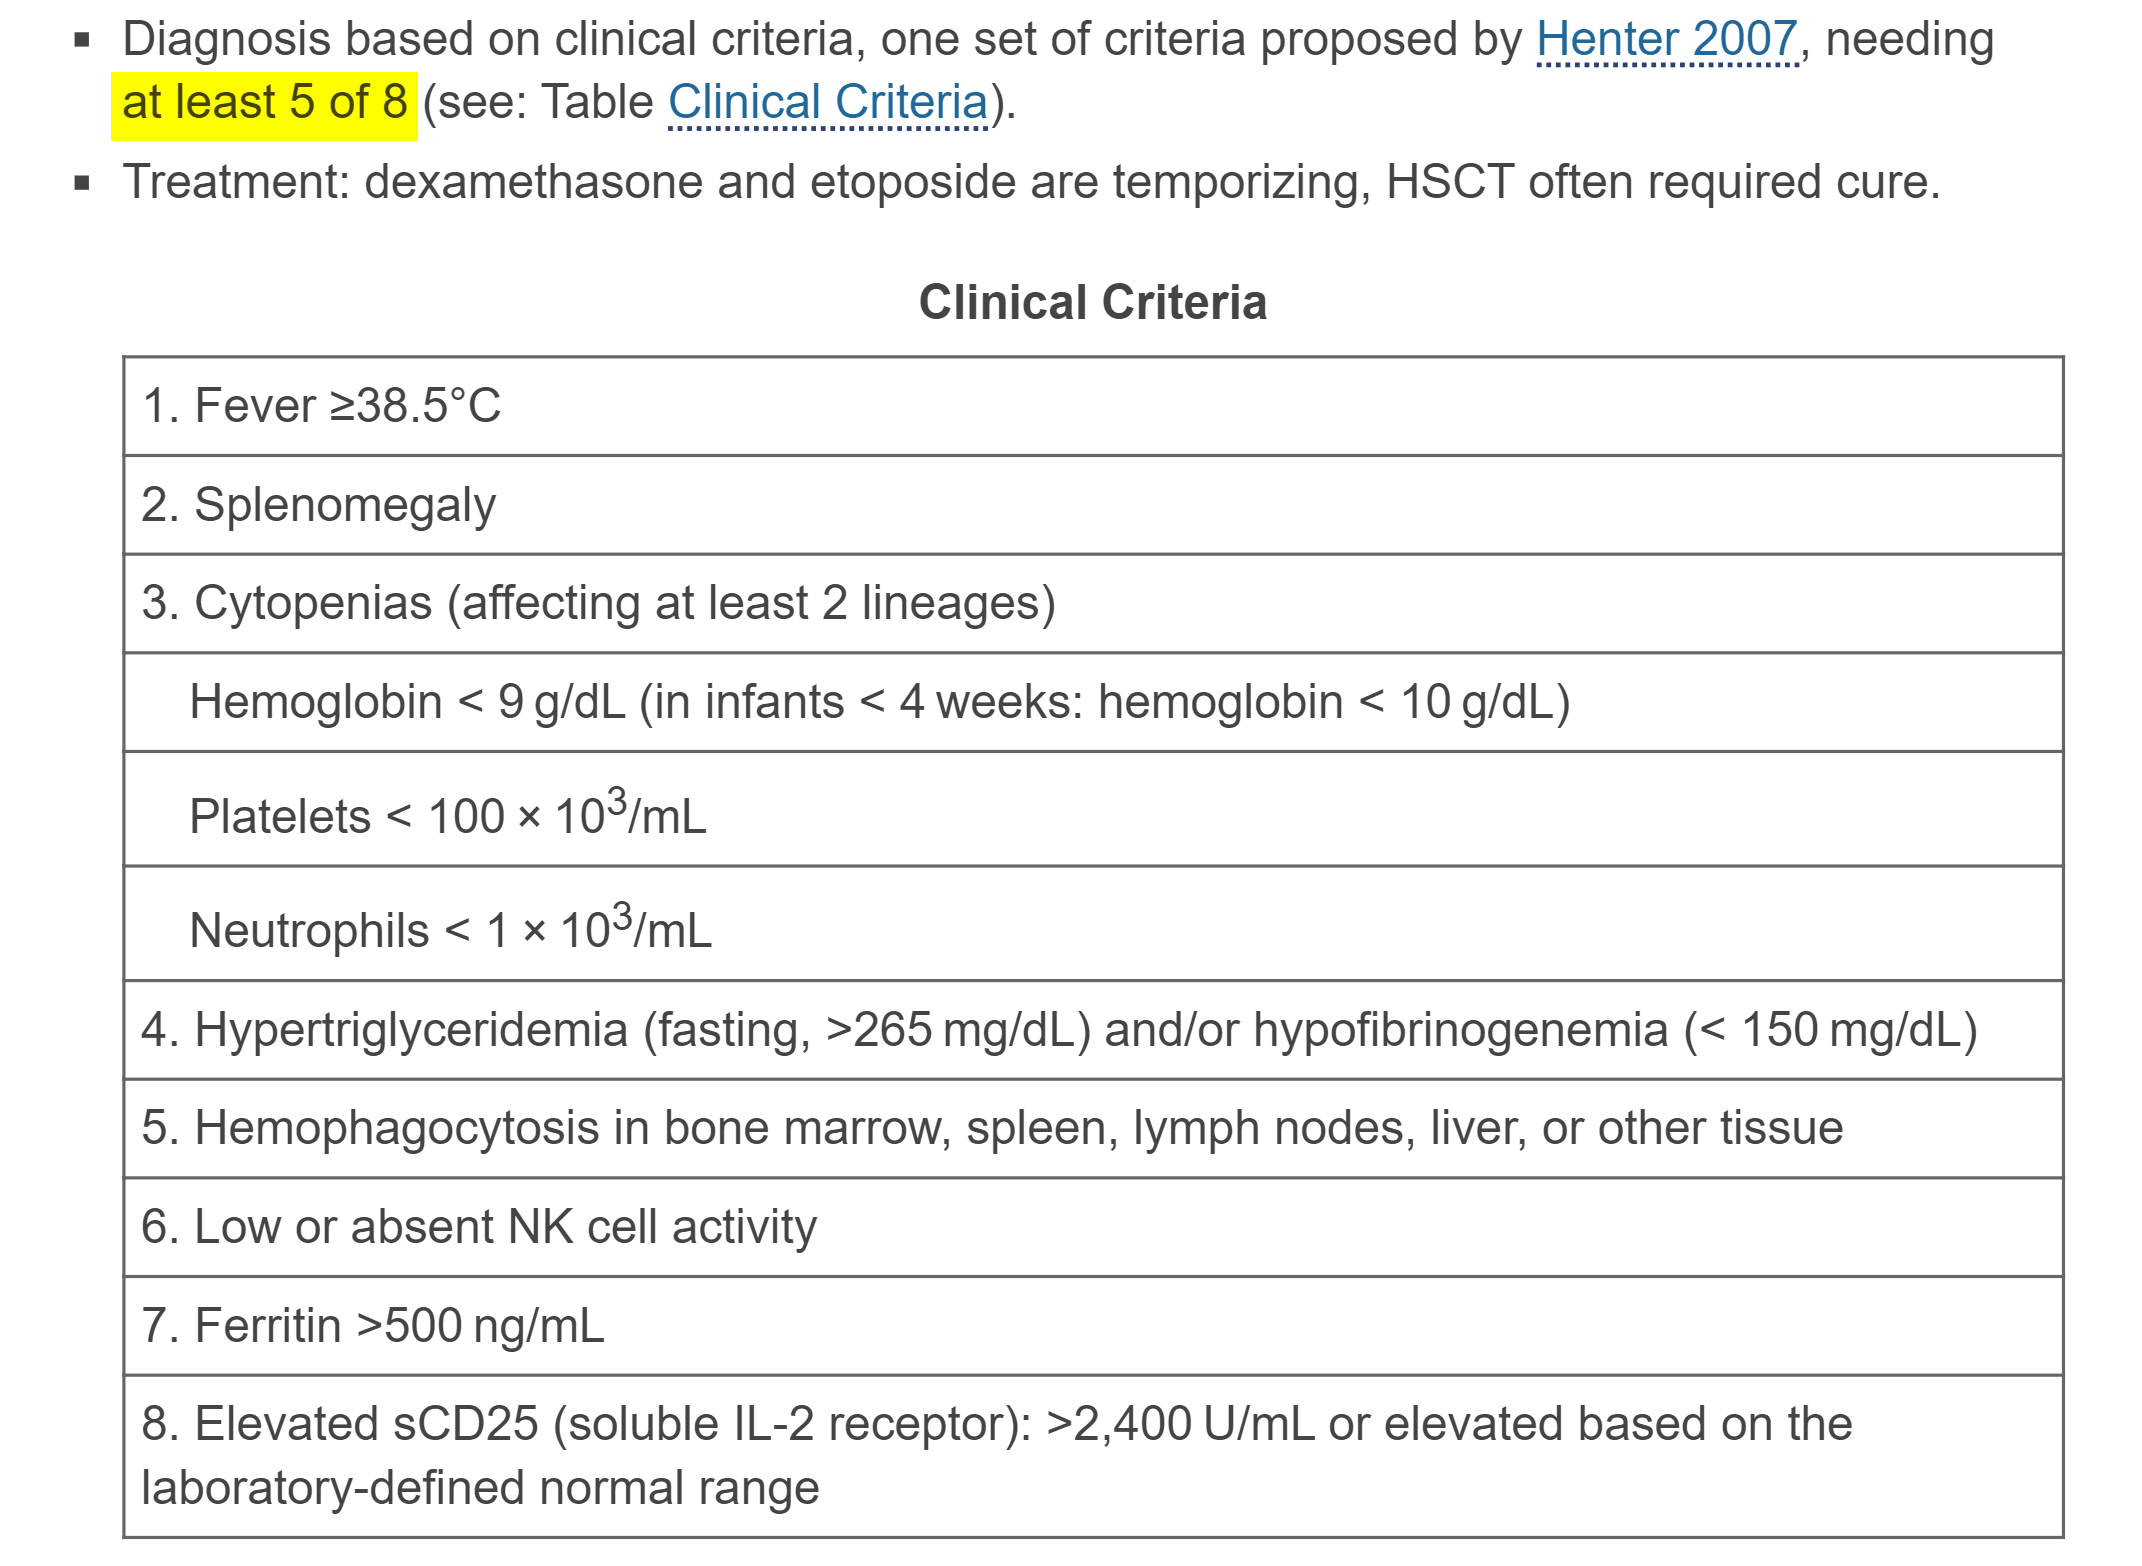 ▪ Diagnosis based on clinical criteria, one set of criteria proposed by Henter 2007, needing
at least 5 of 8 (see: Table Clinical Criteria).
▪ Treatment: dexamethasone and etoposide are temporizing, HSCT often required cure.
Clinical Criteria
1. Fever ≥38.5°C
2. Splenomegaly
3. Cytopenias (affecting at least 2 lineages)
Hemoglobin < 9 g/dL (in infants < 4 weeks: hemoglobin < 10 g/dL)
Platelets < 100 × 10³/mL
Neutrophils < 1 × 10³/mL
4. Hypertriglyceridemia (fasting, >265 mg/dL) and/or hypofibrinogenemia (< 150 mg/dL)
5. Hemophagocytosis in bone marrow, spleen, lymph nodes, liver, or other tissue
6. Low or absent NK cell activity
7. Ferritin >500 ng/mL
8. Elevated sCD25 (soluble IL-2 receptor): >2,400 U/mL or elevated based on the
laboratory-defined normal range